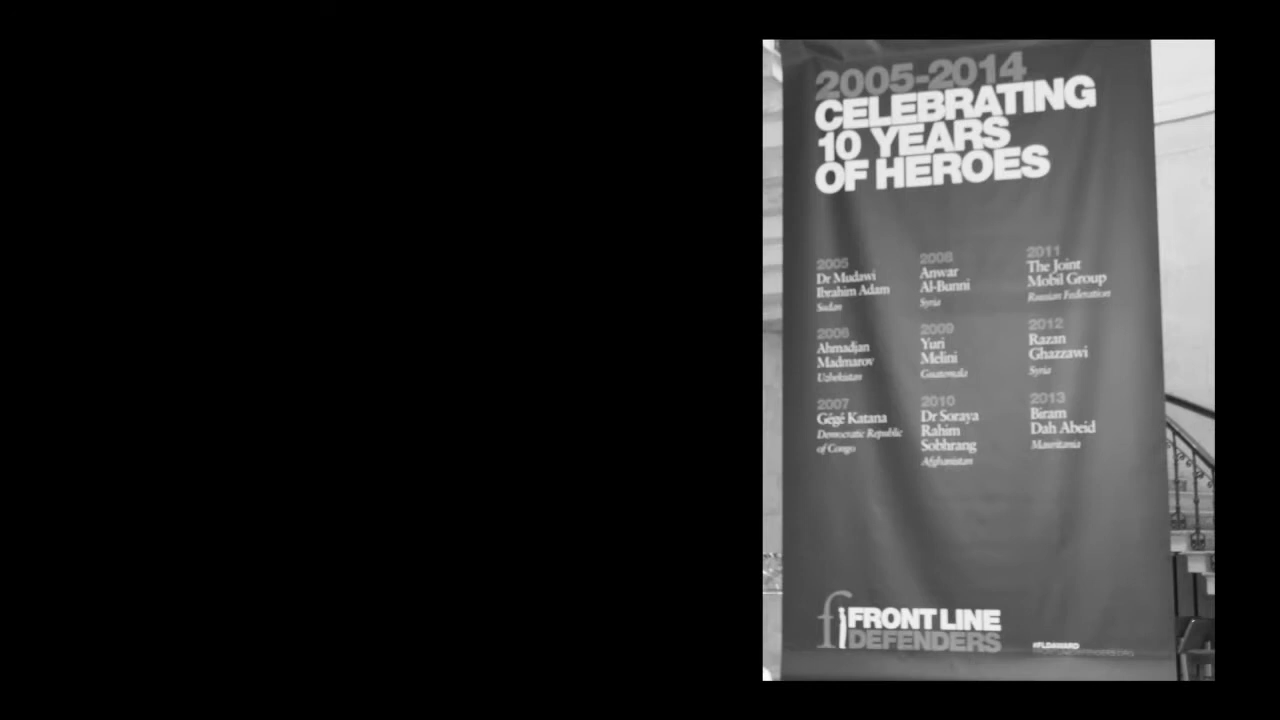 2005-2014
CELEBRATING
10 YEARS
OF HEROES
2005
Dr Mudawi
Ibrahim Adam
Sudan
2006
Ahmadjan
Madmarov
Uzbekistan
2007
Gégé Katana
Democratic Republic
of Congo
2008
Anwar
Al-Bunni
Syria
2009
Yuri
Melini
Guatemala
2010
Dr Soraya
Rahim
Sobhrang
Afghanistan
2011
The Joint
Mobil Group
Russian Federation
2012
Razan
Ghazzawi
Syria
2013
Biram
Dah Abeid
Mauritania
FRONT LINE
DEFENDERS
#FLDAWARD